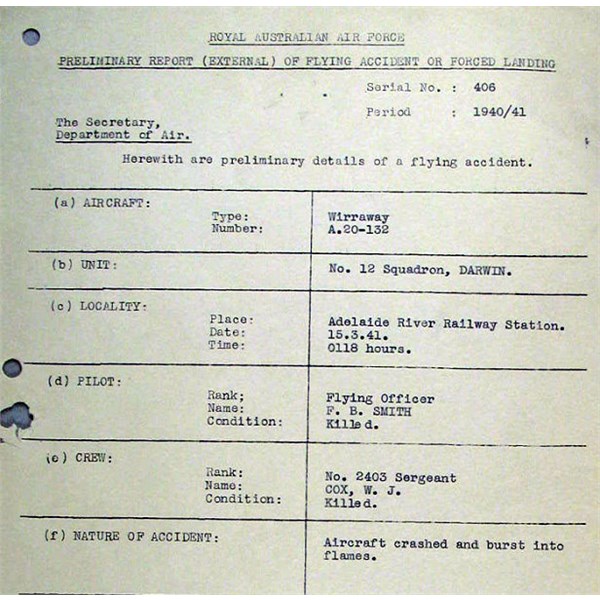 ROYAL AUSTRALIAN AIR FORCE
PRELIMINARY REPORT (EXTERNAL) OF FLYING ACCIDENT OR FORCED LANDING
Serial No. : 406
Period : 1940/41
The Secretary,
Department of Air.
Herewith are preliminary details of a flying accident.
(a) AIRCRAFT:
Type: Wirraway
Number: A.20-132
(b) UNIT: No. 12 Squadron, DARWIN.
(c) LOCALITY:
Place: Adelaide River Railway Station.
Date: 15.3.41.
Time: 0118 hours.
(d) PILOT:
Rank; Flying Officer
Name: F. B. SMITH
Condition: Killed.
(e) CREW:
Rank: No. 2403 Sergeant
Name: COX, W. J.
Condition: Killed.
(f) NATURE OF ACCIDENT: Aircraft crashed and burst into
flames.